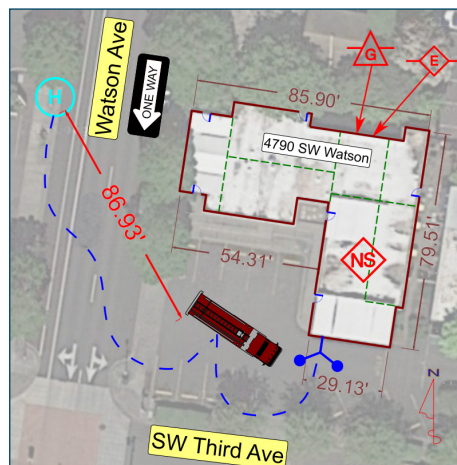 Watson Ave
ONE WAY
H
G
E
85.90'
4790 SW Watson
86.93'
79.51'
54.31'
NS
29.13'
N
SW Third Ave